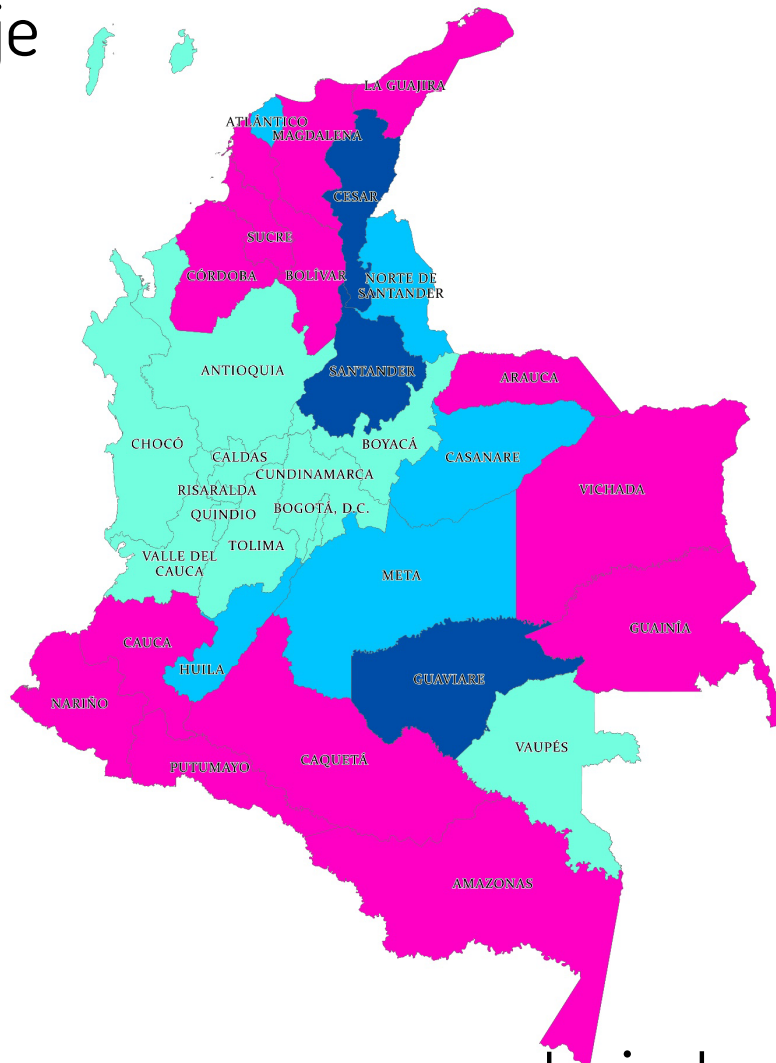 je
LA GUAJIRA
ATLÁNTICO
MAGDALENA
CESAR
SUCRE
CÓRDOBA
BOLÍVAR
NORTE DE
SANTANDER
ANTIOQUIA
SANTANDER
ARAUCA
CHOCÓ
BOYACÁ
CALDAS
CASANARE
CUNDINAMARCA
RISARALDA
VICHADA
QUINDIO
BOGOTÁ, D.C.
TOLIMA
VALLE DEL
CAUCA
META
CAUCA
GUAINÍA
HUILA
GUAVIARE
NARIÑO
VAUPÉS
CAQUETÁ
PUTUMAYO
AMAZONAS